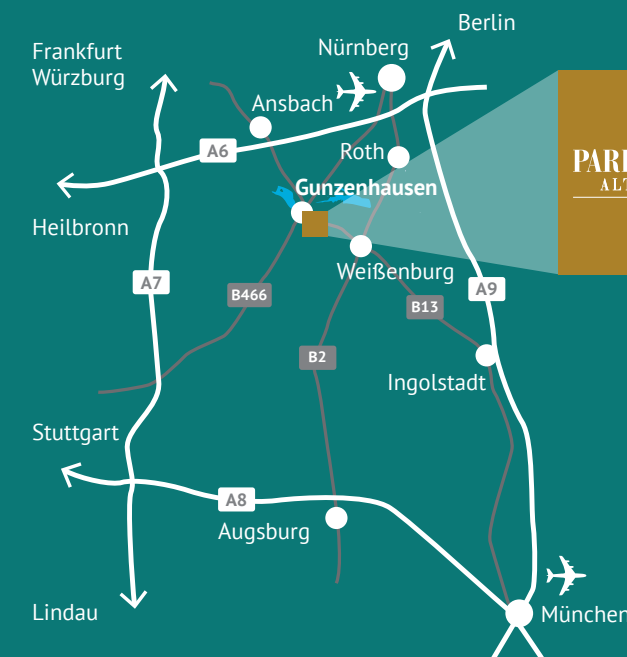 Berlin
Frankfurt
Würzburg
Nürnberg
Ansbach
A6
Roth
Gunzenhausen
Heilbronn
Weißenburg
A7
B466
B13
A9
B2
Ingolstadt
Stuttgart
A8
Augsburg
Lindau
München